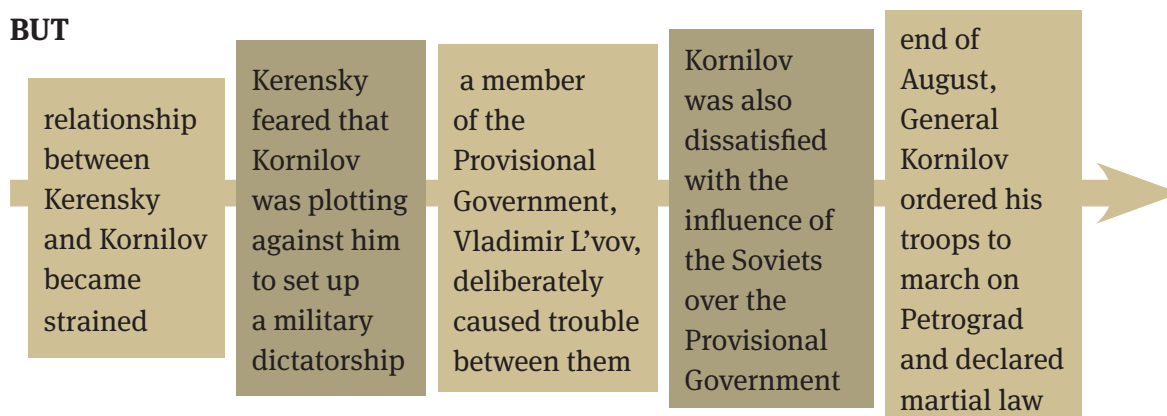 BUT
relationship
between
Kerensky
and Kornilov
became
strained
Kerensky
feared that
Kornilov
was plotting
against him
to set up
a military
dictatorship
a member
of the
Provisional
Government,
Vladimir L’vov,
deliberately
caused trouble
between them
Kornilov
was also
dissatisfied
with the
influence of
the Soviets
over the
Provisional
Government
end of
August,
General
Kornilov
ordered his
troops to
march on
Petrograd
and declared
martial law